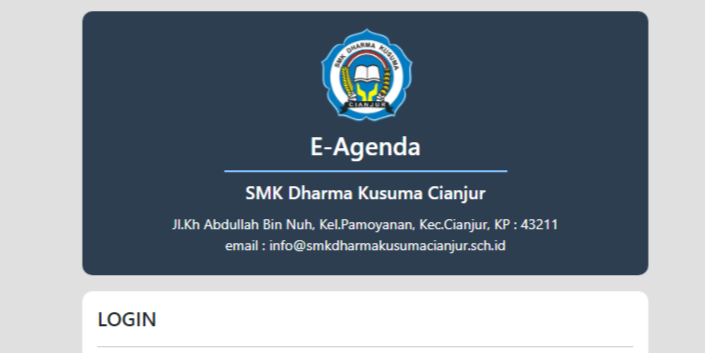 SMK DHARMA KUSUMA
CIANJUR
E-Agenda
SMK Dharma Kusuma Cianjur
Jl.Kh Abdullah Bin Nuh, Kel.Pamoyanan, Kec.Cianjur, KP : 43211
email : info@smkdharmakusumacianjur.sch.id
LOGIN